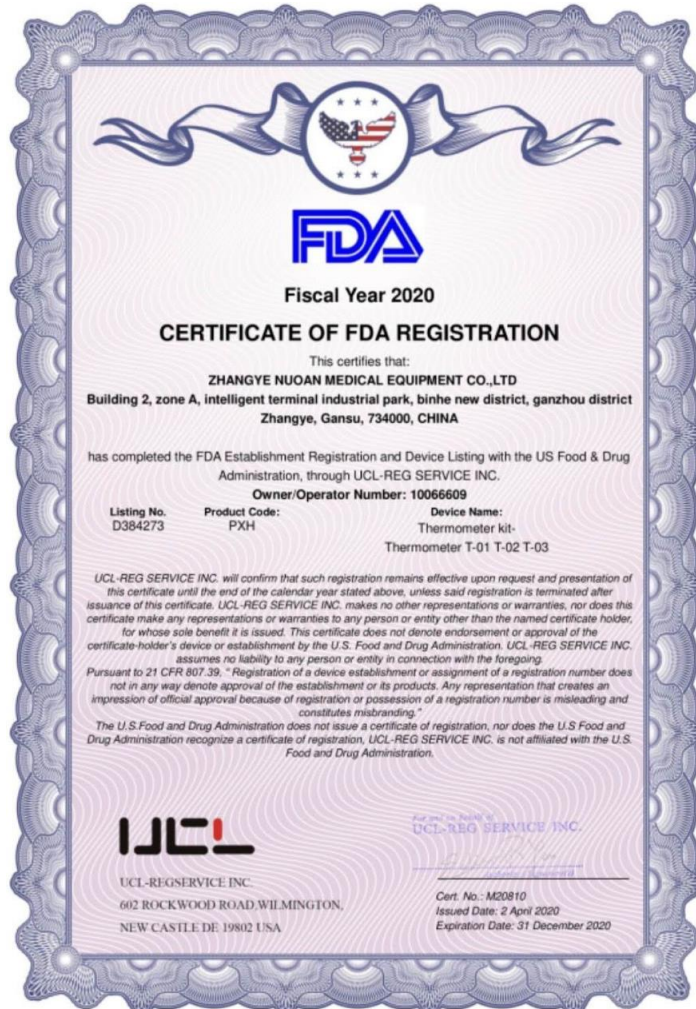 FDA
Fiscal Year 2020
CERTIFICATE OF FDA REGISTRATION
This certifies that:
ZHANGYE NUOAN MEDICAL EQUIPMENT CO.,LTD
Building 2, zone A, intelligent terminal industrial park, binhe new district, ganzhou district
Zhangye, Gansu, 734000, CHINA
has completed the FDA Establishment Registration and Device Listing with the US Food & Drug
Administration, through UCL-REG SERVICE INC.
Owner/Operator Number: 10066609
Listing No. Product Code: Device Name:
D384273 PXH Thermometer kit-
Thermometer T-01 T-02 T-03
UCL-REG SERVICE INC. will confirm that such registration remains effective upon request and presentation of
this certificate until the end of the calendar year stated above, unless said registration is terminated after
issuance of this certificate. UCL-REG SERVICE INC. makes no other representations or warranties, nor does this
certificate make any representations or warranties to any person or entity other than the named certificate holder,
for whose sole benefit it is issued. This certificate does not denote endorsement or approval of the
certificate-holder's device or establishment by the U.S. Food and Drug Administration. UCL-REG SERVICE INC.
assumes no liability to any person or entity in connection with the foregoing.
Pursuant to 21 CFR 807.39, " Registration of a device establishment or assignment of a registration number does
not in any way denote approval of the establishment or its products. Any representation that creates an
impression of official approval because of registration or possession of a registration number is misleading and
constitutes misbranding."
The U.S.Food and Drug Administration does not issue a certificate of registration, nor does the U.S Food and
Drug Administration recognize a certificate of registration, UCL-REG SERVICE INC. is not affiliated with the U.S.
Food and Drug Administration.
UCL
UCL-REGSERVICE INC.
602 ROCKWOOD ROAD,WILMINGTON,
NEW CASTLE DE 19802 USA
For and on behalf of
UCL-REG SERVICE INC.
Cert. No.: M20810
Issued Date: 2 April 2020
Expiration Date: 31 December 2020